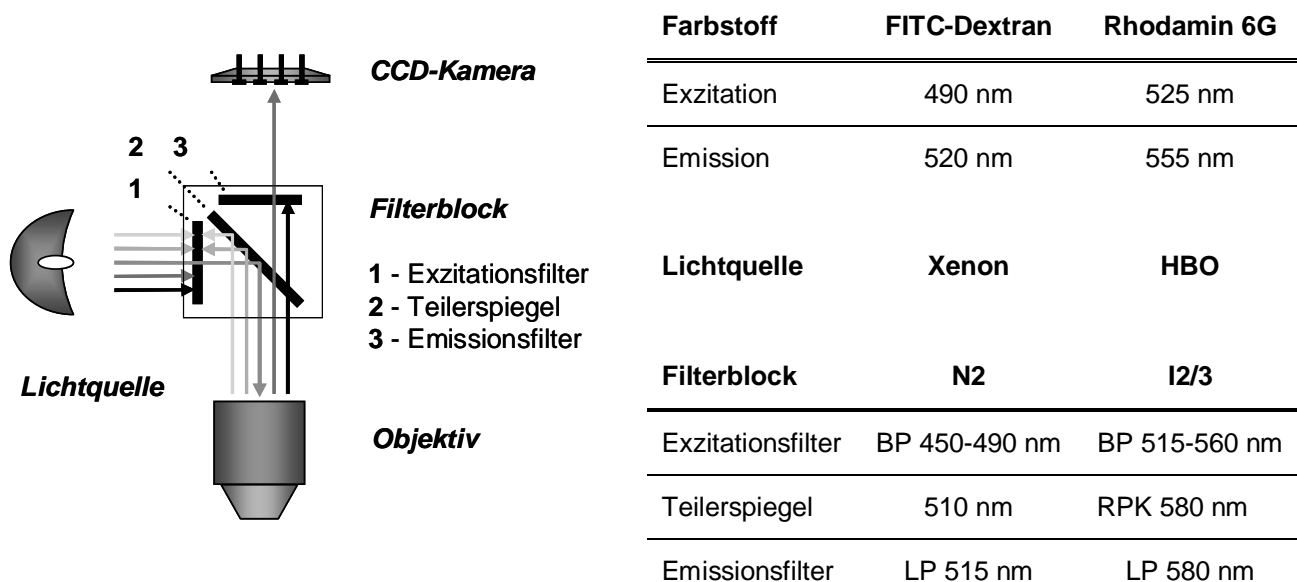 CCD-Kamera
2 3
1
Filterblock
1 - Exzitationsfilter
2 - Teilerspiegel
3 - Emissionsfilter
Lichtquelle
Objektiv
Farbstoff FITC-Dextran Rhodamin 6G
Exzitation 490 nm 525 nm
Emission 520 nm 555 nm
Lichtquelle Xenon HBO
Filterblock N2 I2/3
Exzitationsfilter BP 450-490 nm BP 515-560 nm
Teilerspiegel 510 nm RPK 580 nm
Emissionsfilter LP 515 nm LP 580 nm